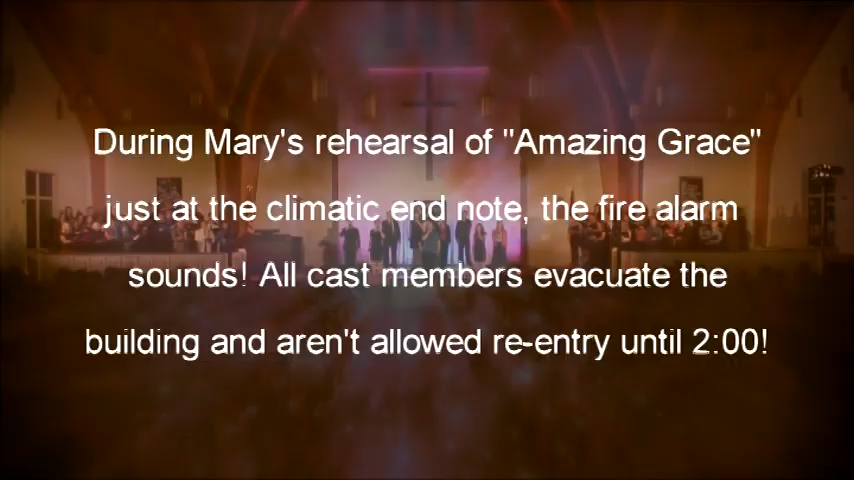 During Mary's rehearsal of "Amazing Grace"
just at the climatic end note, the fire alarm
sounds! All cast members evacuate the
building and aren't allowed re-entry until 2:00!